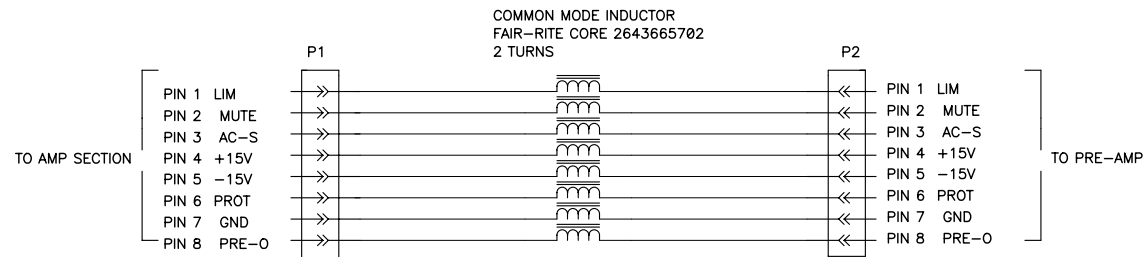 COMMON MODE INDUCTOR
FAIR-RITE CORE 2643665702
2 TURNS
P1
P2
TO AMP SECTION
PIN 1 LIM
PIN 2 MUTE
PIN 3 AC-S
PIN 4 +15V
PIN 5 -15V
PIN 6 PROT
PIN 7 GND
PIN 8 PRE-O
PIN 1 LIM
PIN 2 MUTE
PIN 3 AC-S
PIN 4 +15V
PIN 5 -15V
PIN 6 PROT
PIN 7 GND
PIN 8 PRE-O
TO PRE-AMP